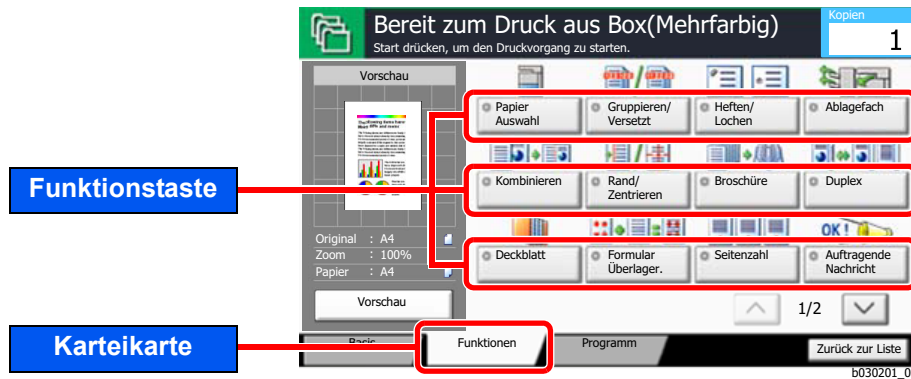 Bereit zum Druck aus Box(Mehrfarbig)
Start drücken, um den Druckvorgang zu starten.
Kopien
1
Vorschau
Original : A4
Zoom : 100%
Papier : A4
Vorschau
Papier
Auswahl
Gruppieren/
Versetzt
Heften/
Lochen
Ablagefach
Kombinieren
Rand/
Zentrieren
Broschüre
Duplex
OK!
Deckblatt
Formular
Überlager.
Seitenzahl
Auftragende
Nachricht
1/2
Funktionstaste
Karteikarte
Basis
Funktionen
Programm
Zurück zur Liste
b030201_0